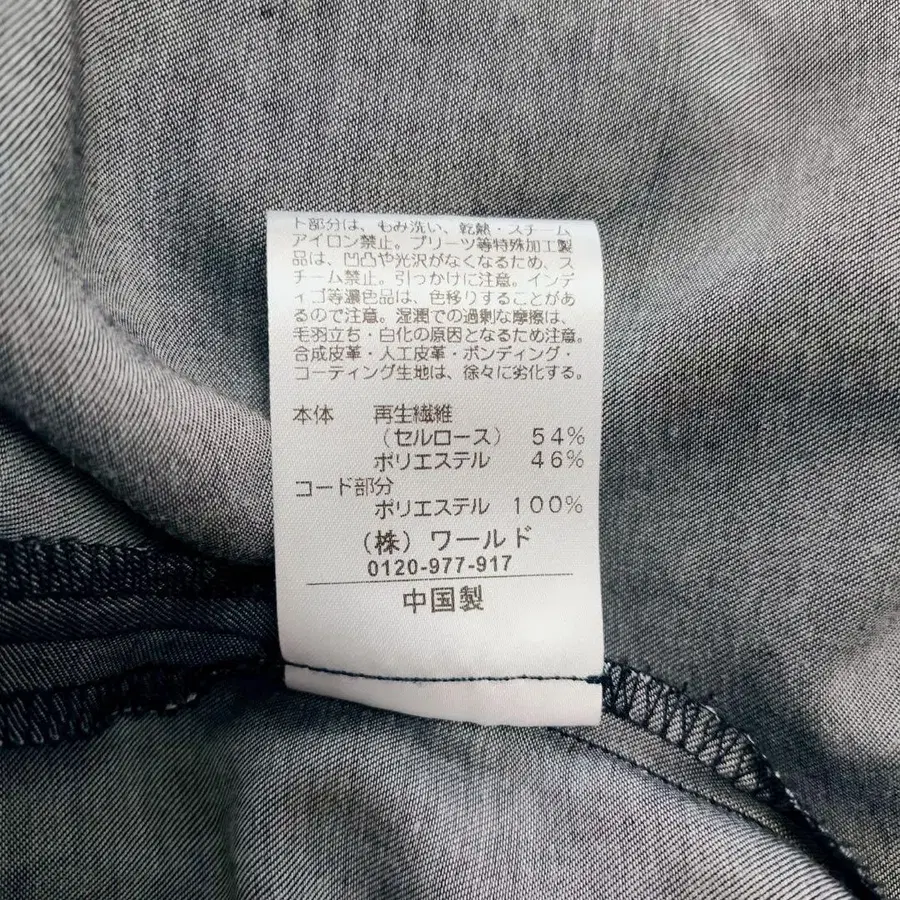 ト部分は、もみ洗い、乾熱・スチーム
アイロン禁止。プリーツ等特殊加工製
品は、凹凸や光沢がなくなるため、ス
チーム禁止。引っかけに注意。インデ
ィゴ等濃色品は、色移りすることがあ
るので注意。湿潤での過剰な摩擦は、
毛羽立ち・白化の原因となるため注意。
合成皮革・人工皮革・ボンディング・
コーティング生地は、徐々に劣化する。
本体 再生繊維
(セルロース) 54%
ポリエステル 46%
コード部分
ポリエステル 100%
(株)ワールド
0120-977-917
中国製